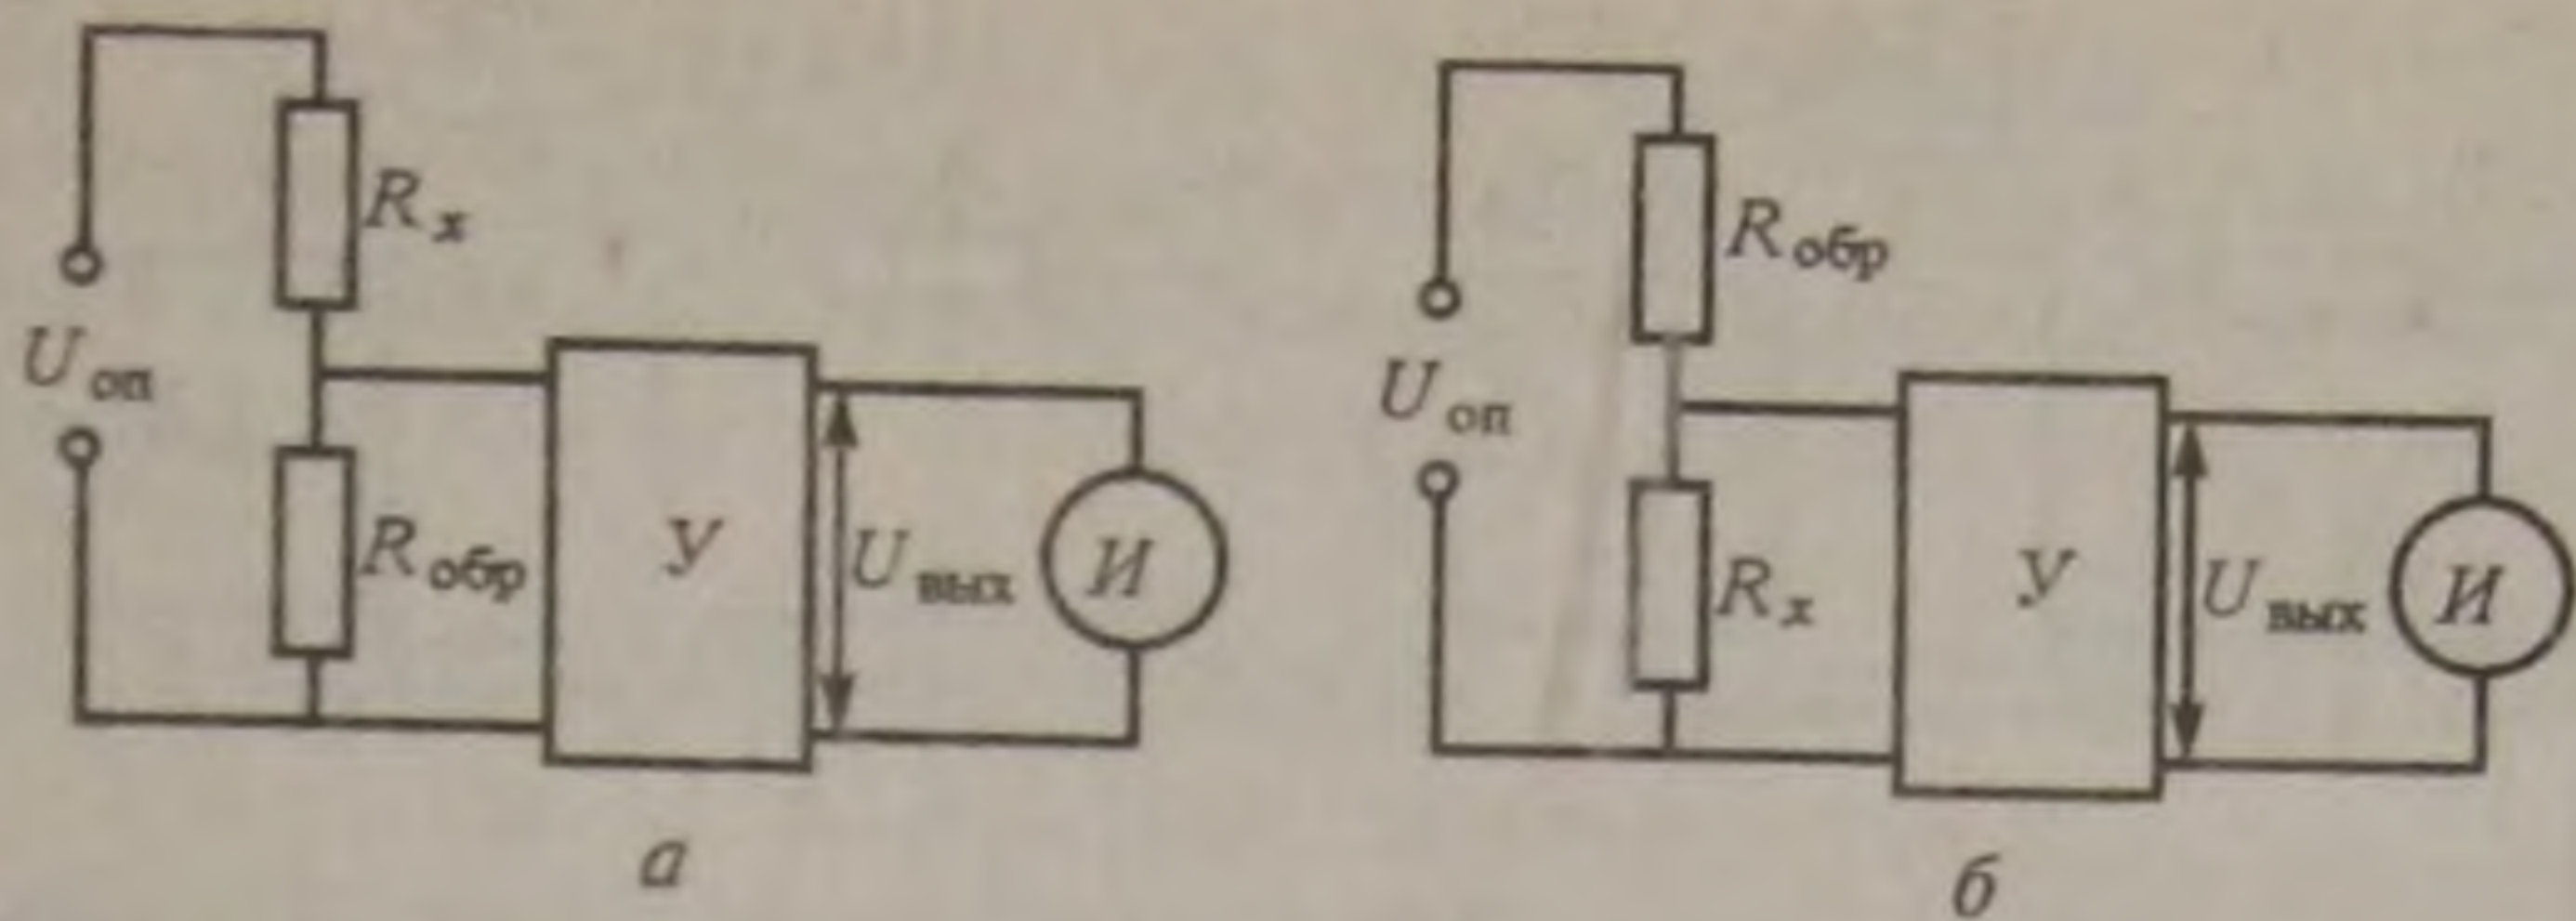 R x
U оп
R обр
У
U вых
И
а
R обр
U оп
R x
У
U вых
И
б